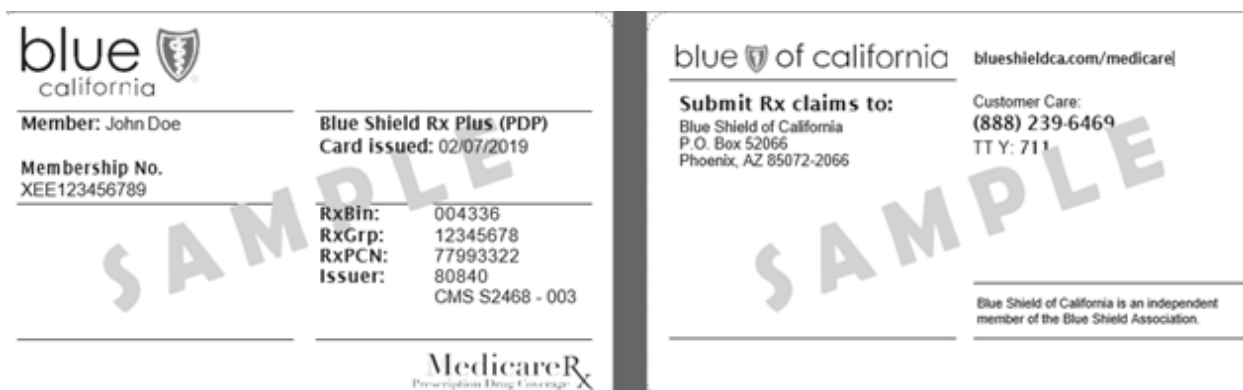 blue
california
Member: John Doe
Membership No.
XEE123456789
Blue Shield Rx Plus (PDP)
Card issued: 02/07/2019
RxBin: 004336
RxGrp: 12345678
RxPCN: 77993322
Issuer: 80840
CMS S2468 - 003
SAMPLE
MedicareRx
Prescription Drug Coverage
blue of california
Submit Rx claims to:
Blue Shield of California
P.O. Box 52066
Phoenix, AZ 85072-2066
blueshieldca.com/medicare
Customer Care:
(888) 239-6469
TT Y: 711
SAMPLE
Blue Shield of California is an independent
member of the Blue Shield Association.